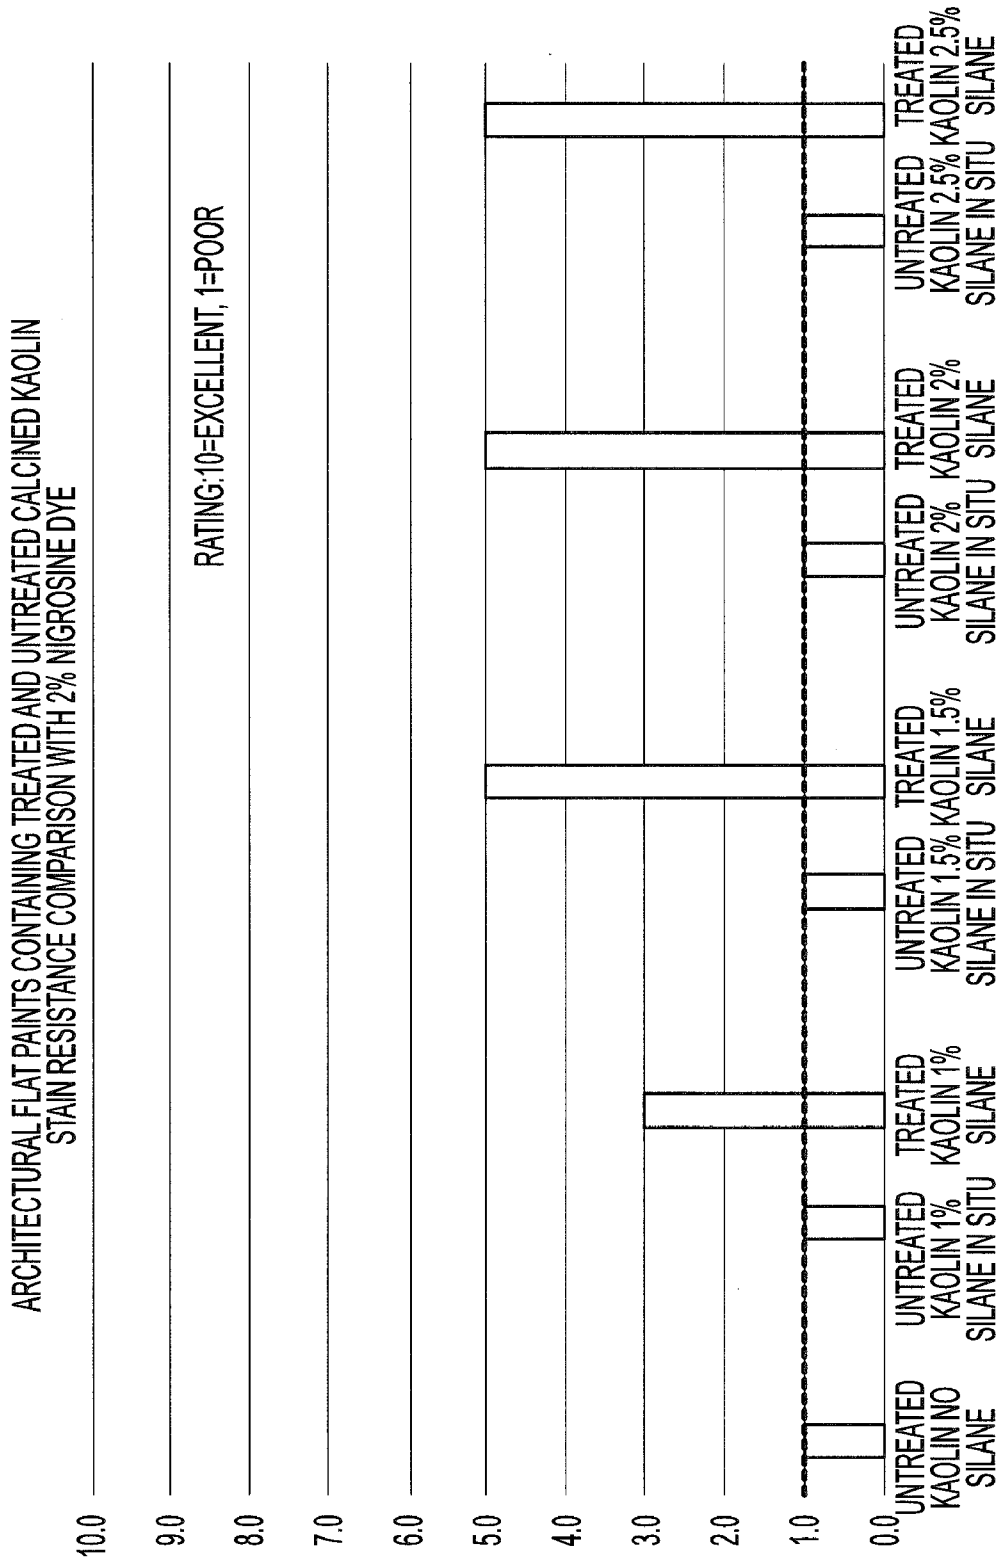 ARCHITECTURAL FLAT PAINTS CONTAINING TREATED AND UNTREATED CALCINED KAOLIN
STAIN RESISTANCE COMPARISON WITH 2% NIGROSINE DYE
10.0
9.0
RATING:10=EXCELLENT, 1=POOR
8.0
7.0
6.0
5.0
4.0
3.0
2.0
1.0
0.0
UNTREATED
KAOLIN NO
SILANE
UNTREATED
KAOLIN 1%
SILANE IN SITU
TREATED
KAOLIN 1%
SILANE
UNTREATED
KAOLIN 1.5%
SILANE IN SITU
TREATED
KAOLIN 1.5%
SILANE
UNTREATED
KAOLIN 2%
SILANE IN SITU
TREATED
KAOLIN 2%
SILANE
UNTREATED
KAOLIN 2.5%
SILANE IN SITU
TREATED
KAOLIN 2.5%
SILANE